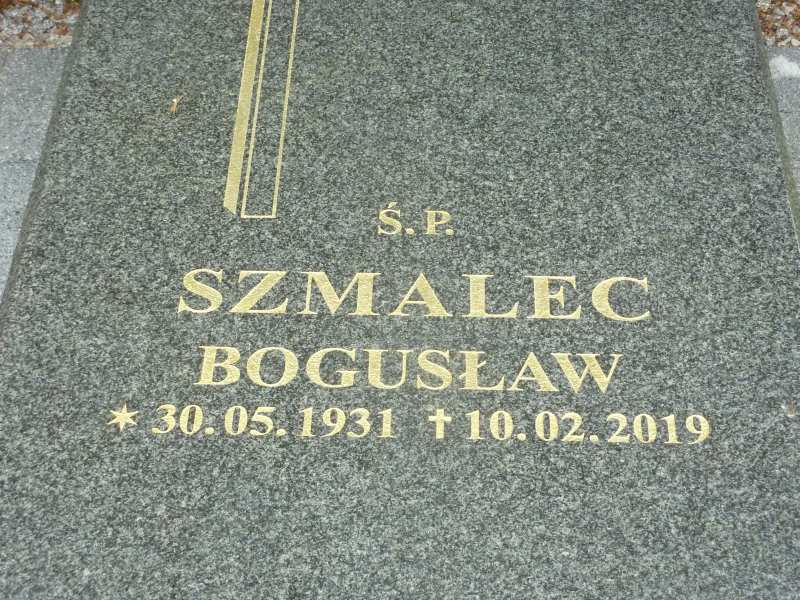 Ś.P.
SZMALEC
BOGUSŁAW
* 30.05.1931 ✝ 10.02.2019